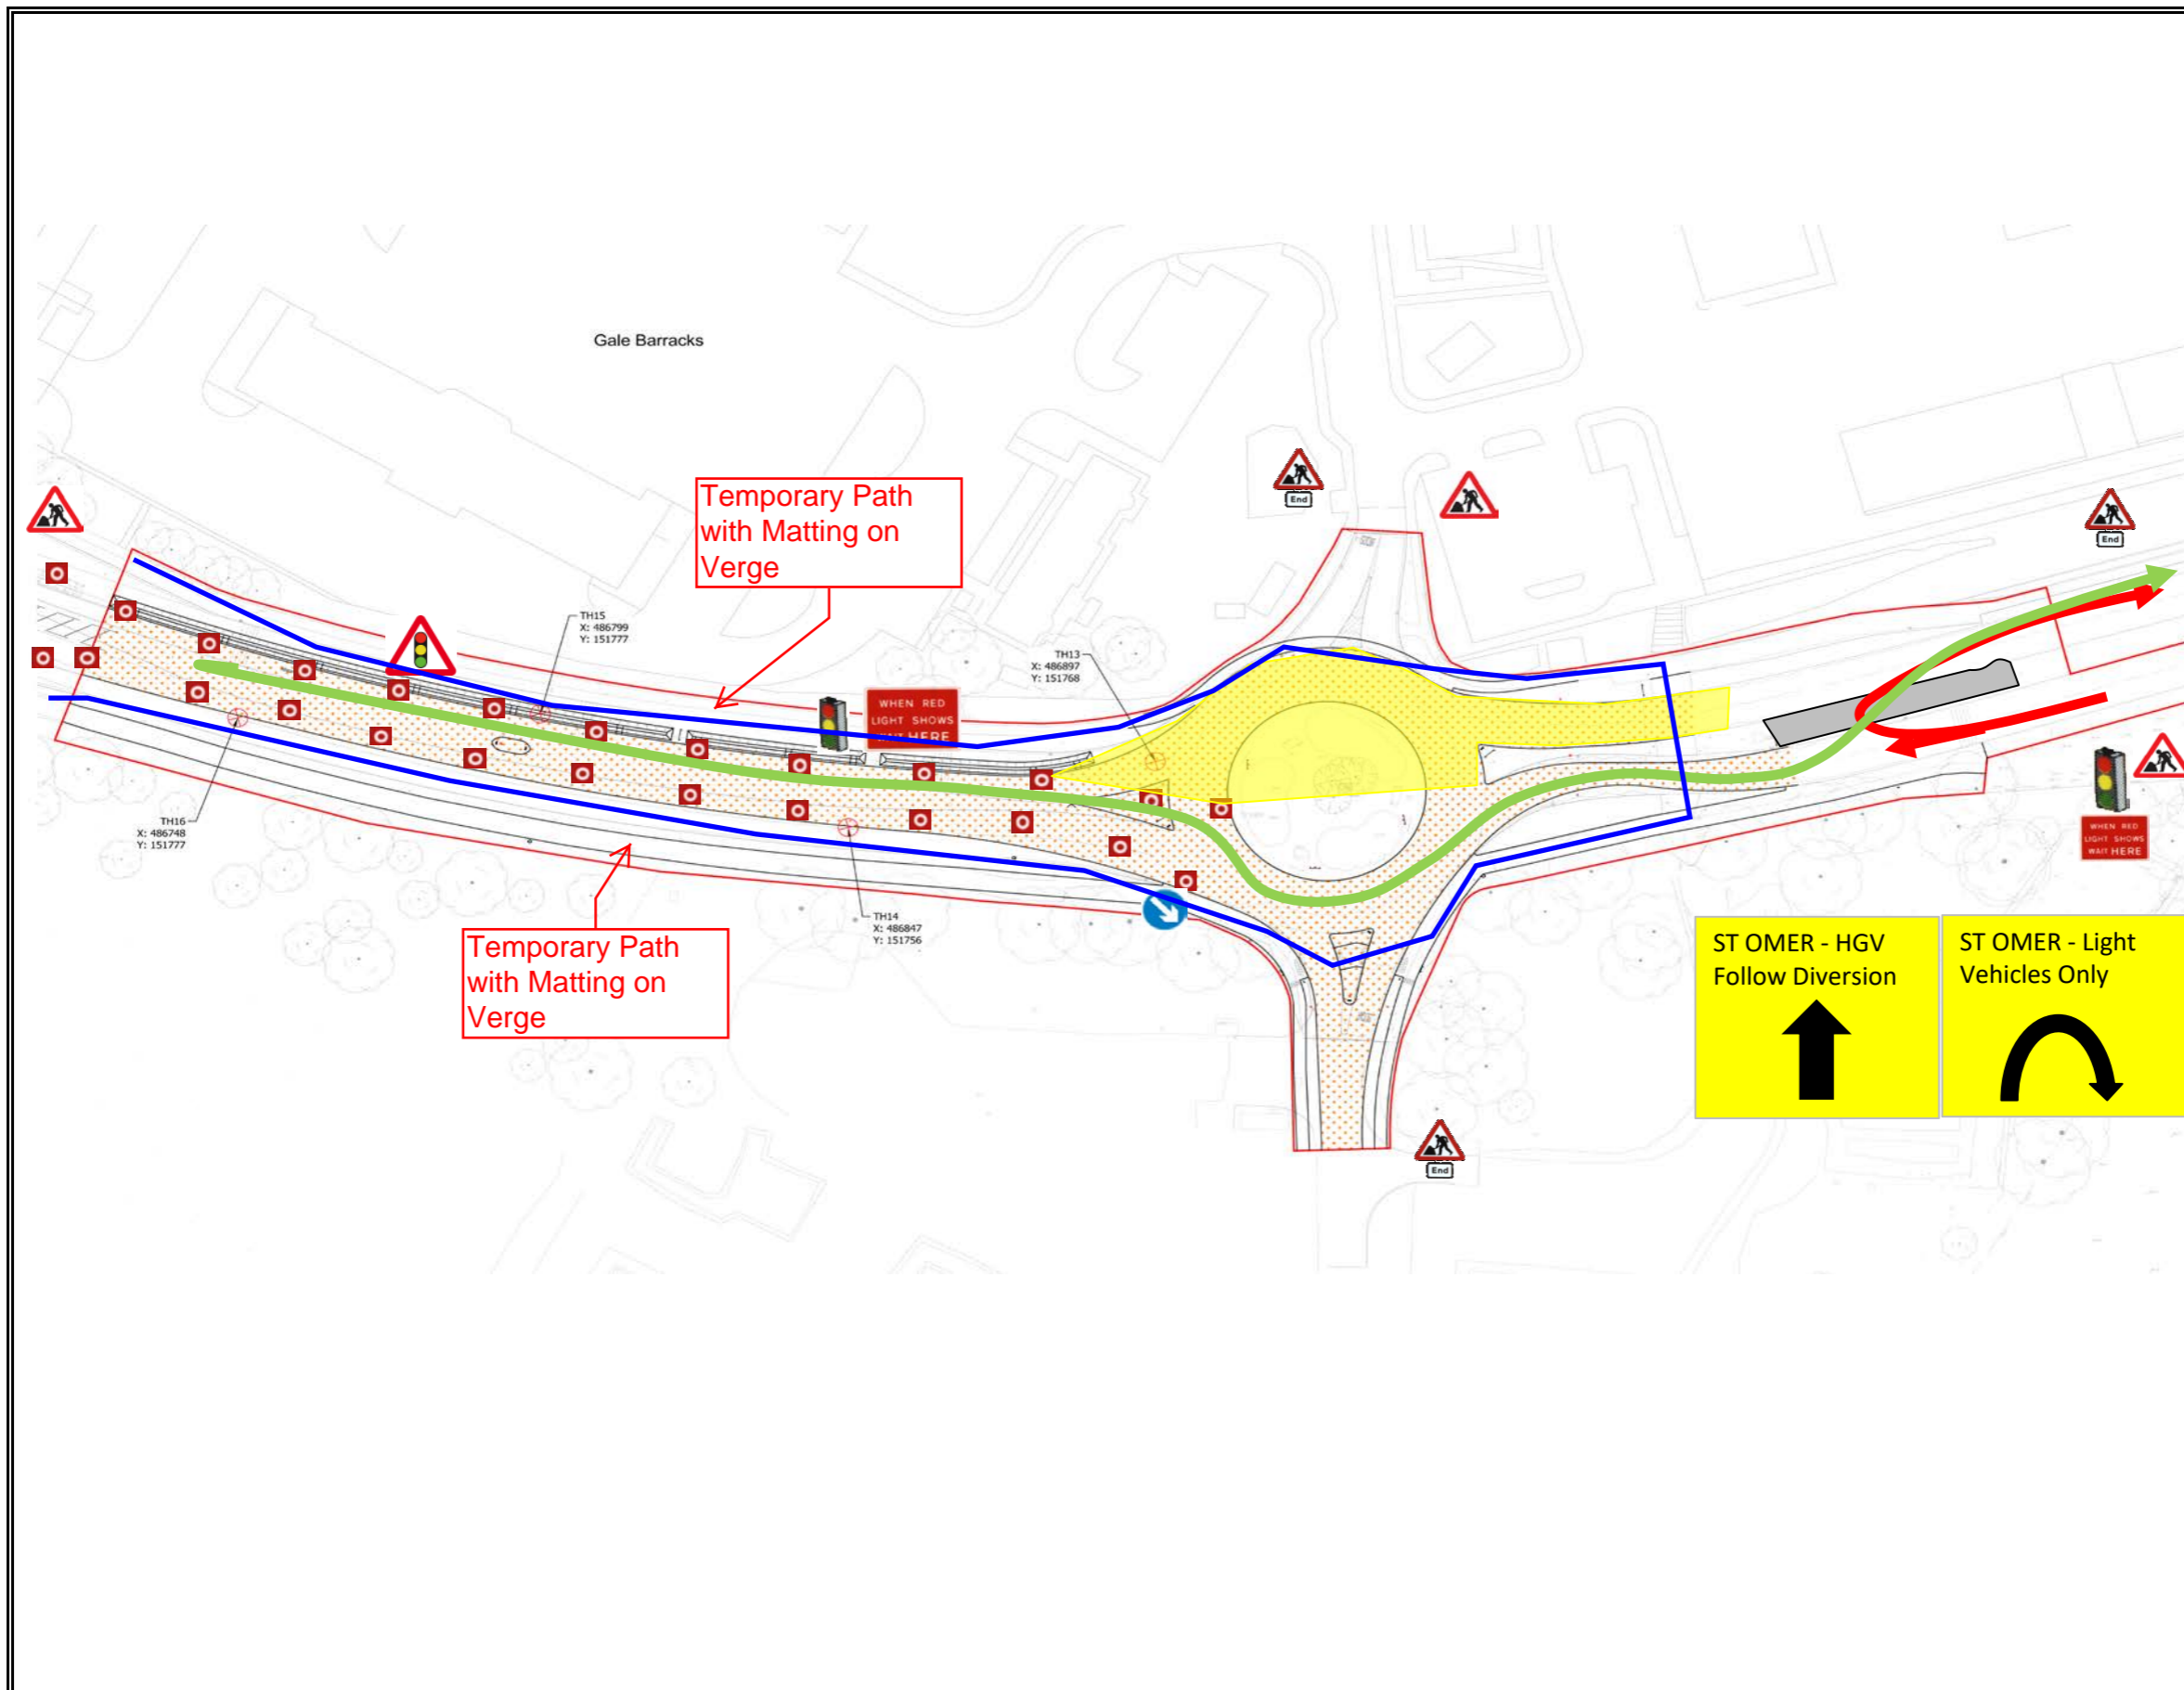 Gale Barracks
Temporary Path
with Matting on
Verge
End
End
TH15
X: 486799
Y: 151777
TH13
X: 486897
Y: 151768
WHEN RED
LIGHT SHOWS
WAIT HERE
TH16
X: 486748
Y: 151777
TH14
X: 486847
Y: 151756
WHEN RED
LIGHT SHOWS
WAIT HERE
Temporary Path
with Matting on
Verge
ST OMER - HGV
Follow Diversion
ST OMER - Light
Vehicles Only
End